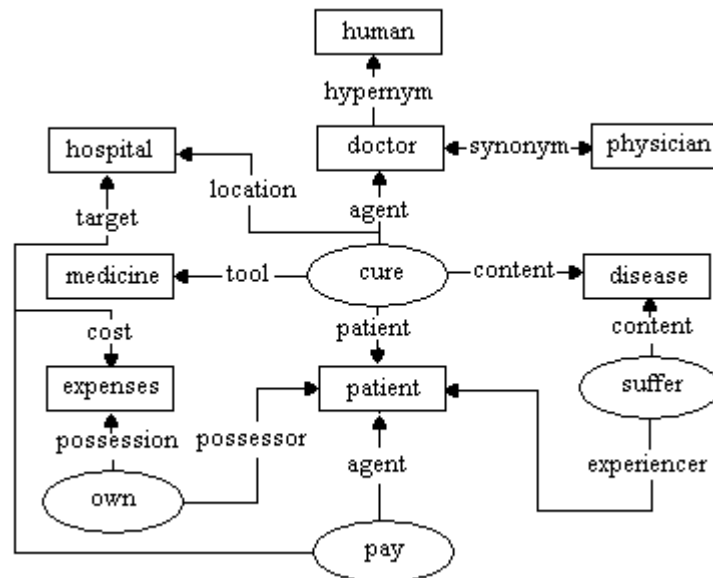 human
hypernym
hospital
doctor
synonym
physician
location
target
agent
medicine
tool
cure
content
disease
cost
patient
content
expenses
patient
suffer
possession
possessor
agent
experiencer
own
pay